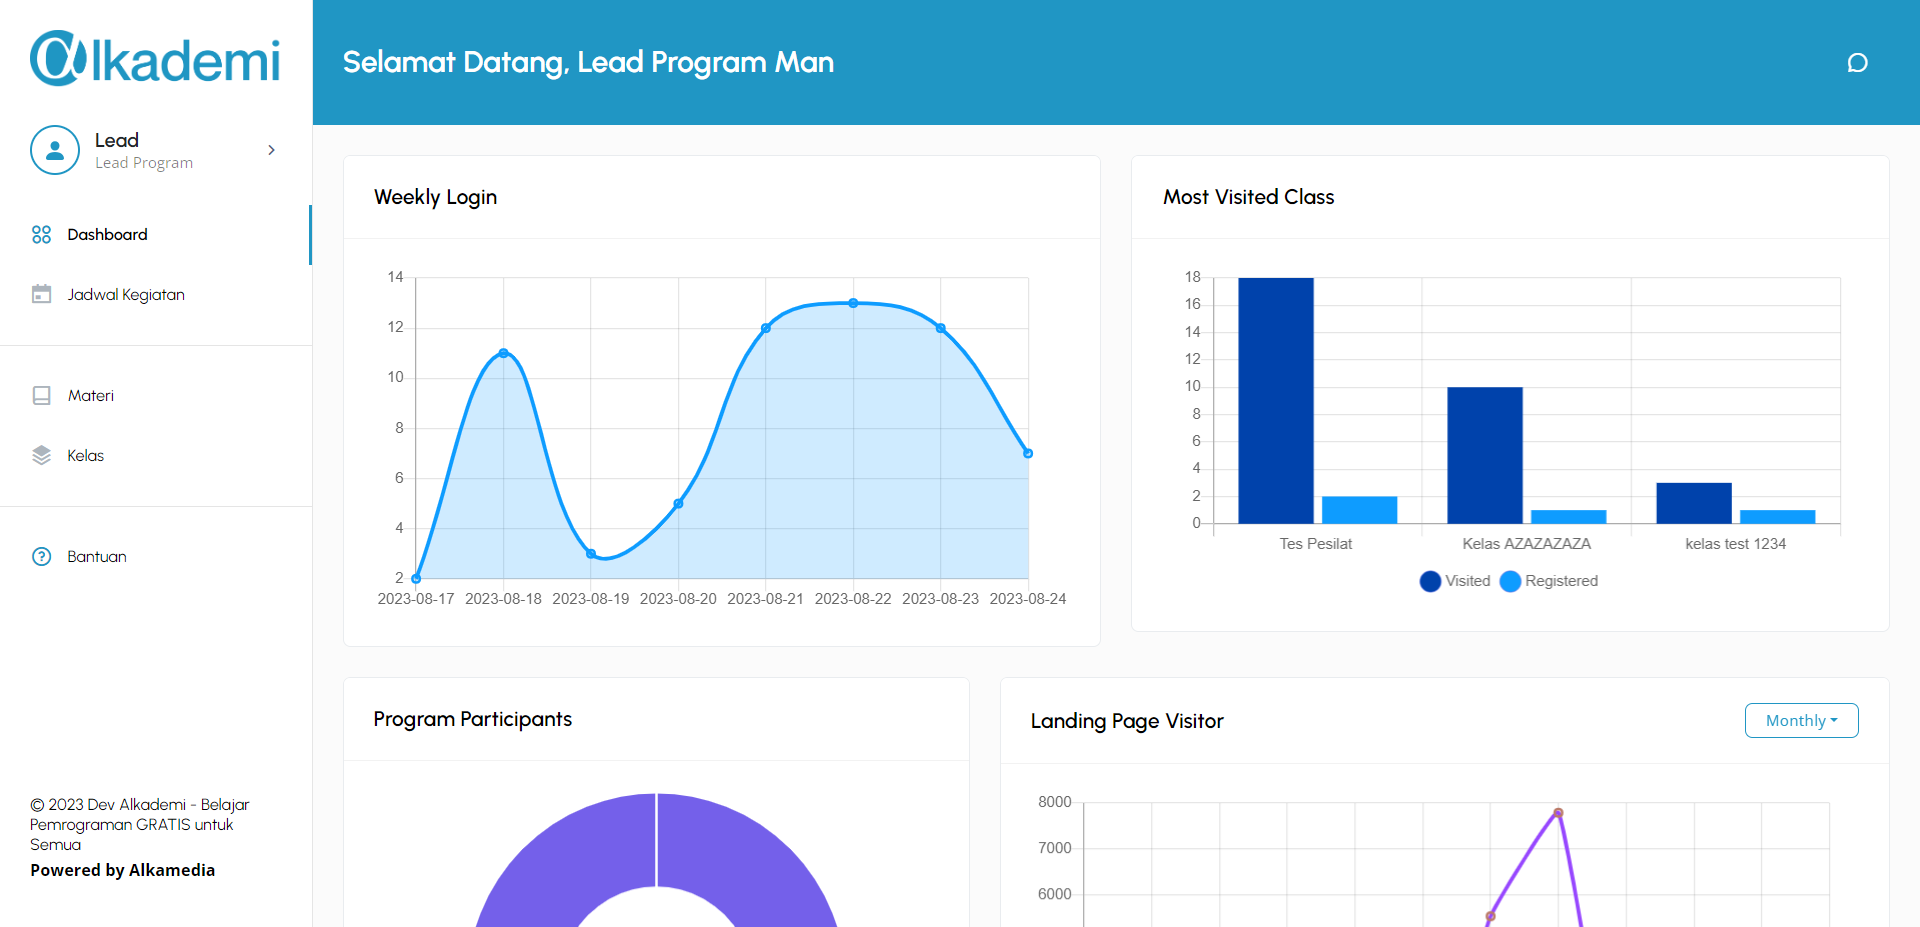 @lkademi
Lead
Lead Program
Dashboard
Jadwal Kegiatan
Materi
Kelas
Bantuan
© 2023 Dev Alkademi - Belajar
Pemrograman GRATIS untuk
Semua
Powered by Alkamedia
Selamat Datang, Lead Program Man
Weekly Login
14
12
10
8
6
4
2
2023-08-17 2023-08-18 2023-08-19 2023-08-20 2023-08-21 2023-08-22 2023-08-23 2023-08-24
Most Visited Class
18
16
14
12
10
8
6
4
2
0
Tes Pesilat Kelas AZAZAZAZA kelas test 1234
Visited Registered
Program Participants
Landing Page Visitor
Monthly
8000
7000
6000